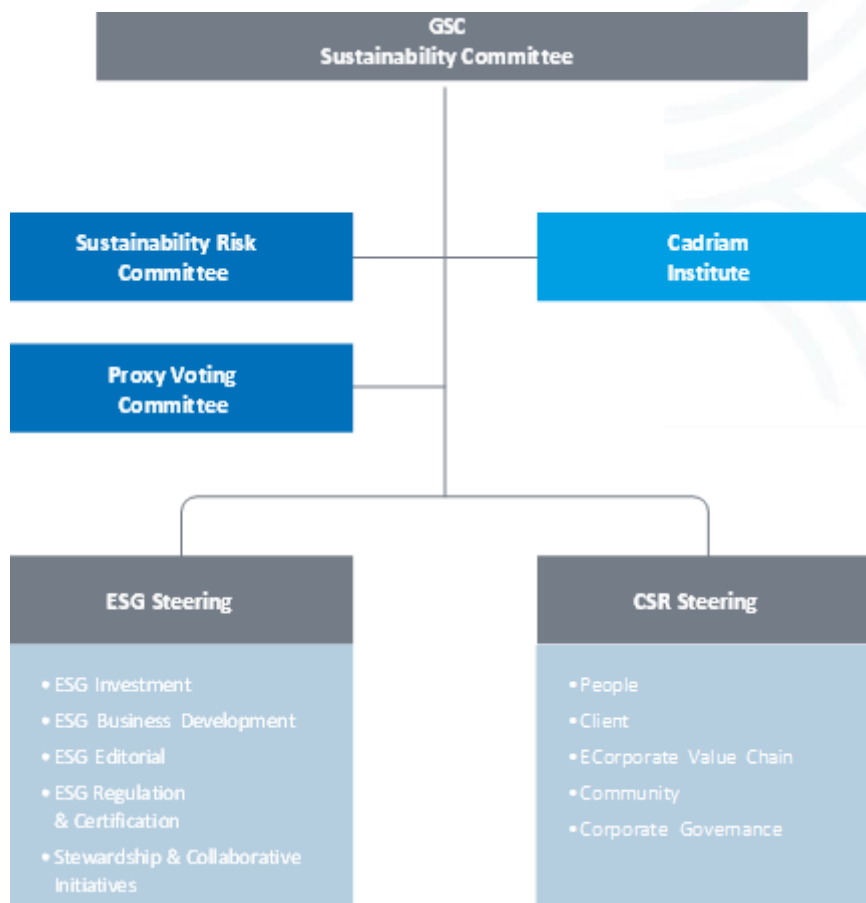 GSC
Sustainability Committee
Sustainability Risk
Committee
Cadriam
Institute
Proxy Voting
Committee
ESG Steering
• ESG Investment
• ESG Business Development
• ESG Editorial
• ESG Regulation
& Certification
• Stewardship & Collaborative
Initiatives
CSR Steering
• People
• Client
• ECorporate Value Chain
• Community
• Corporate Governance